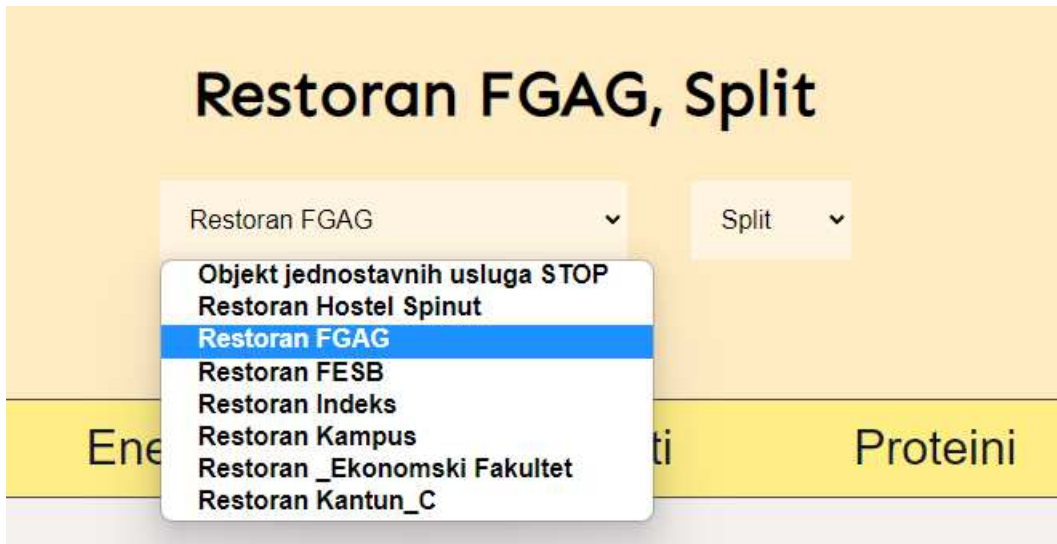 Restoran FGAG, Split
Restoran FGAG Split
Objekt jednostavnih usluga STOP
Restoran Hostel Spinut
Restoran FGAG
Restoran FESB
Restoran Indeks
Restoran Kampus
Restoran _Ekonomski Fakultet
Restoran Kantun_C
Proteini